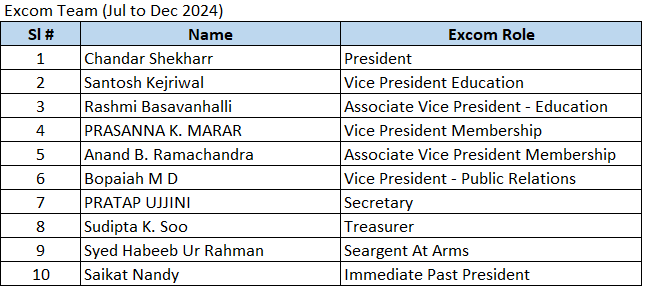 Excom Team (Jul to Dec 2024)
Sl # Name Excom Role
1 Chandar Shekharr President
2 Santosh Kejriwal Vice President Education
3 Rashmi Basavanhalli Associate Vice President - Education
4 PRASANNA K. MARAR Vice President Membership
5 Anand B. Ramachandra Associate Vice President Membership
6 Bopaiah M D Vice President - Public Relations
7 PRATAP UJJINI Secretary
8 Sudipta K. Soo Treasurer
9 Syed Habeeb Ur Rahman Seargent At Arms
10 Saikat Nandy Immediate Past President